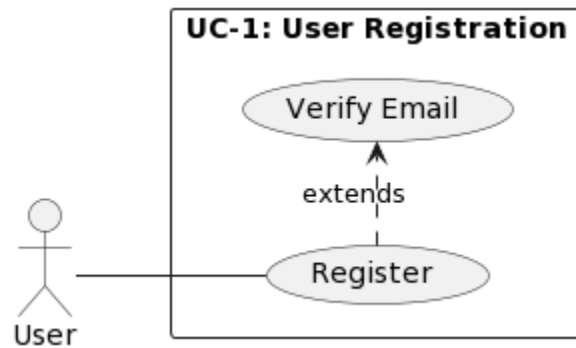 UC-1: User Registration
Verify Email
extends
Register
User